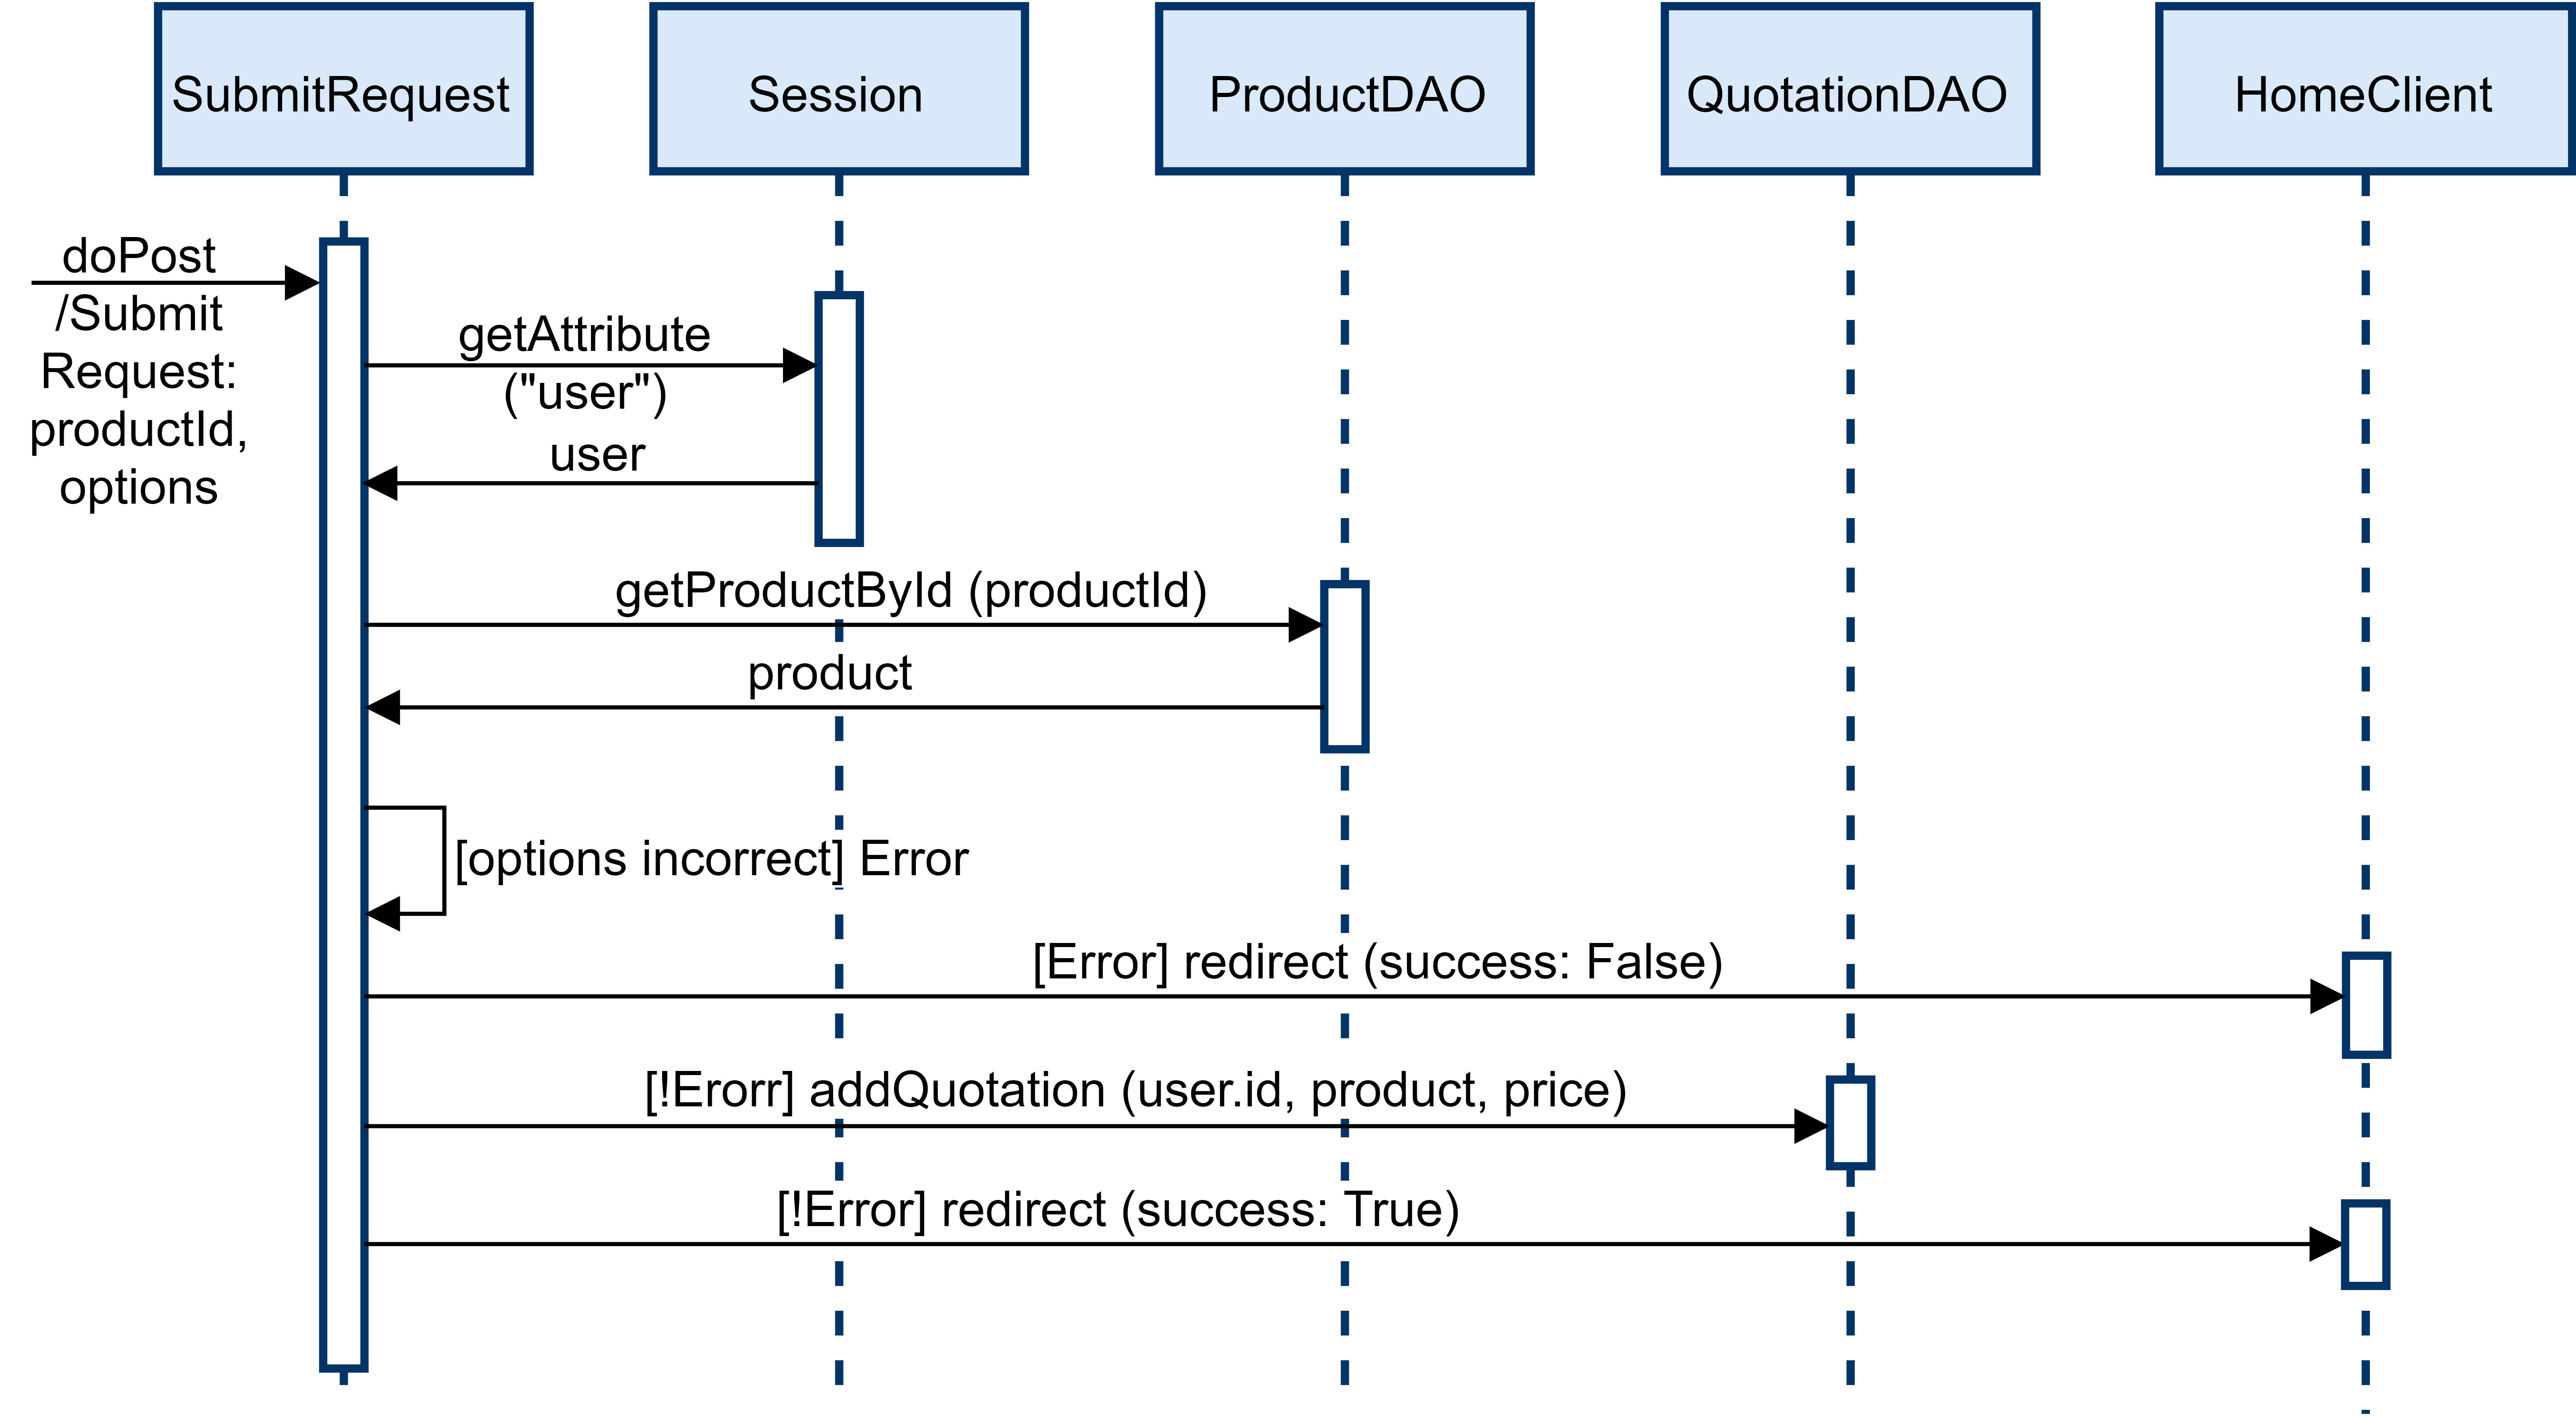 SubmitRequest
Session
ProductDAO
QuotationDAO
HomeClient
doPost
/Submit
Request:
productId,
options
getAttribute
("user")
user
getProductById (productId)
product
[options incorrect] Error
[Error] redirect (success: False)
[!Erorr] addQuotation (user.id, product, price)
[!Error] redirect (success: True)